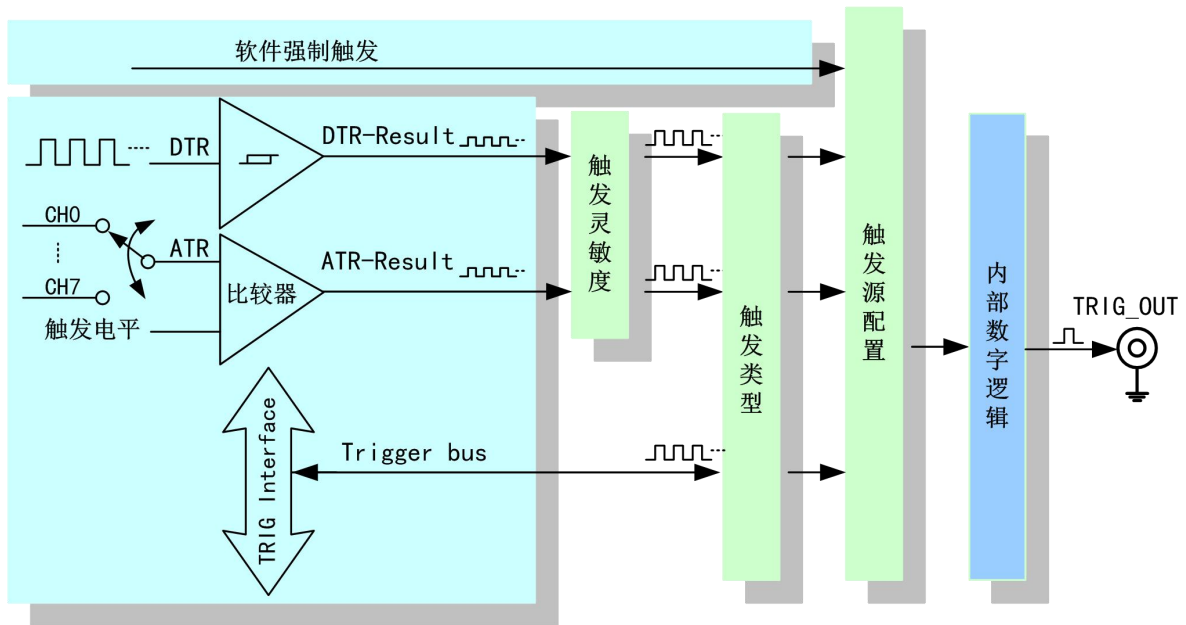 软件强制触发
DTR
DTR-Result
CH0
ATR
ATR-Result
CH7
比较器
触发电平
TRIG Interface
Trigger bus
触发灵敏度
触发类型
触发源配置
内部数字逻辑
TRIG_OUT